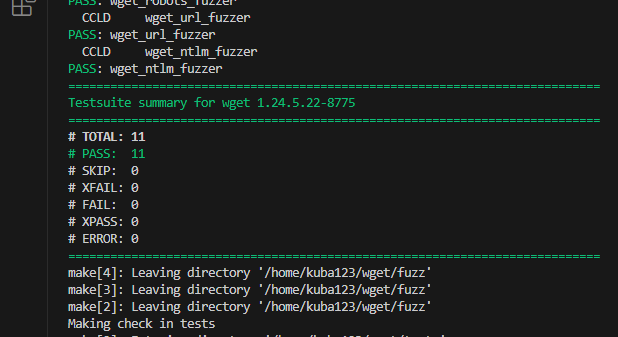 PASS: wget_robots_fuzzer
  CCLD     wget_url_fuzzer
PASS: wget_url_fuzzer
  CCLD     wget_ntlm_fuzzer
PASS: wget_ntlm_fuzzer
============================================================================
Testsuite summary for wget 1.24.5.22-8775
============================================================================
# TOTAL: 11
# PASS:  11
# SKIP:  0
# XFAIL: 0
# FAIL:  0
# XPASS: 0
# ERROR: 0
============================================================================
make[4]: Leaving directory '/home/kuba123/wget/fuzz'
make[3]: Leaving directory '/home/kuba123/wget/fuzz'
make[2]: Leaving directory '/home/kuba123/wget/fuzz'
Making check in tests